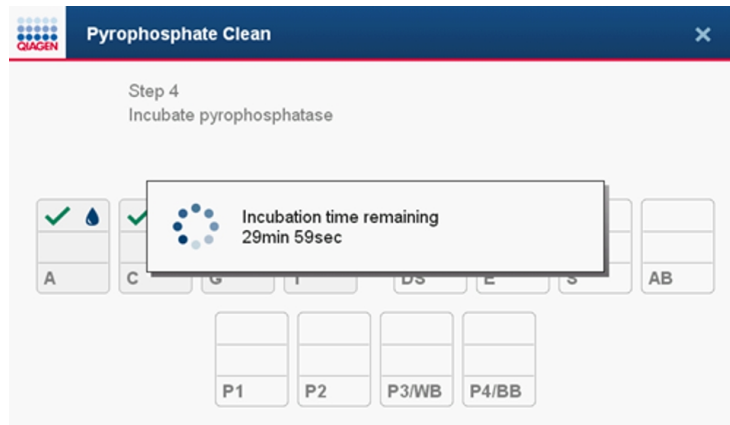 QIAGEN
Pyrophosphate Clean
Step 4
Incubate pyrophosphatase
Incubation time remaining
29min 59sec
A C G T DS E S AB
P1 P2 P3/WB P4/BB